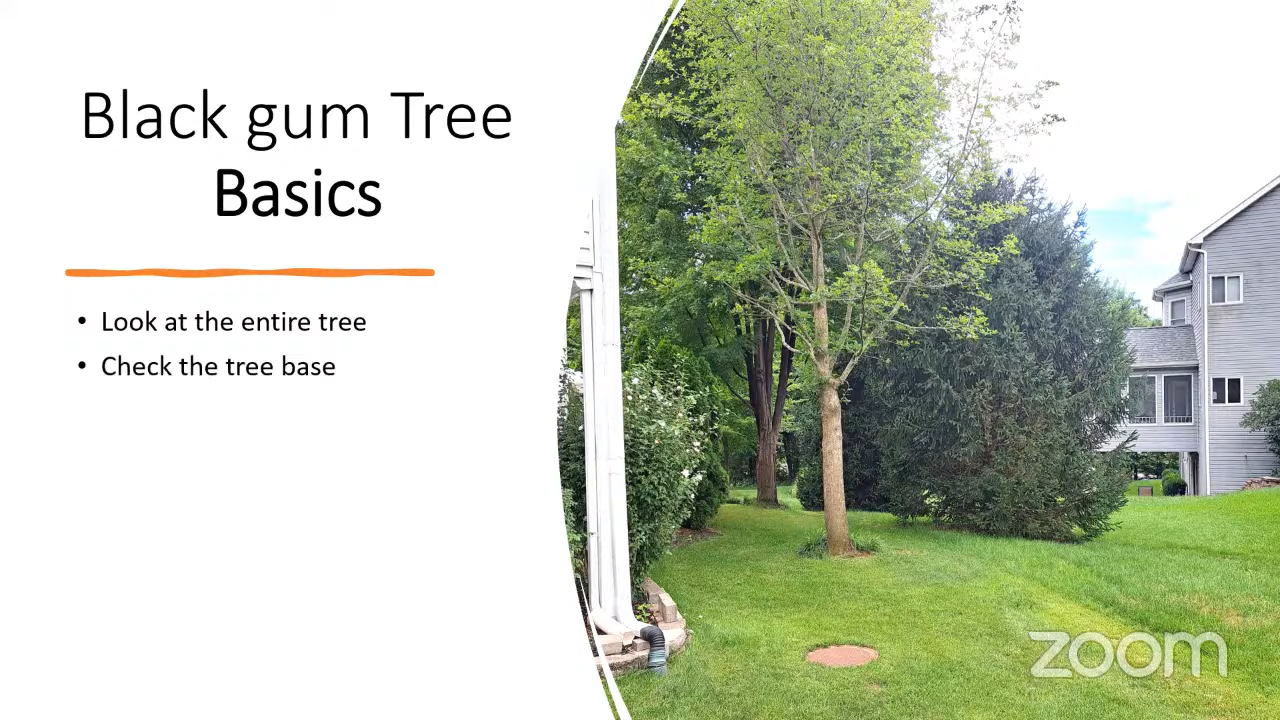 Black gum Tree
Basics
• Look at the entire tree
• Check the tree base
zoom